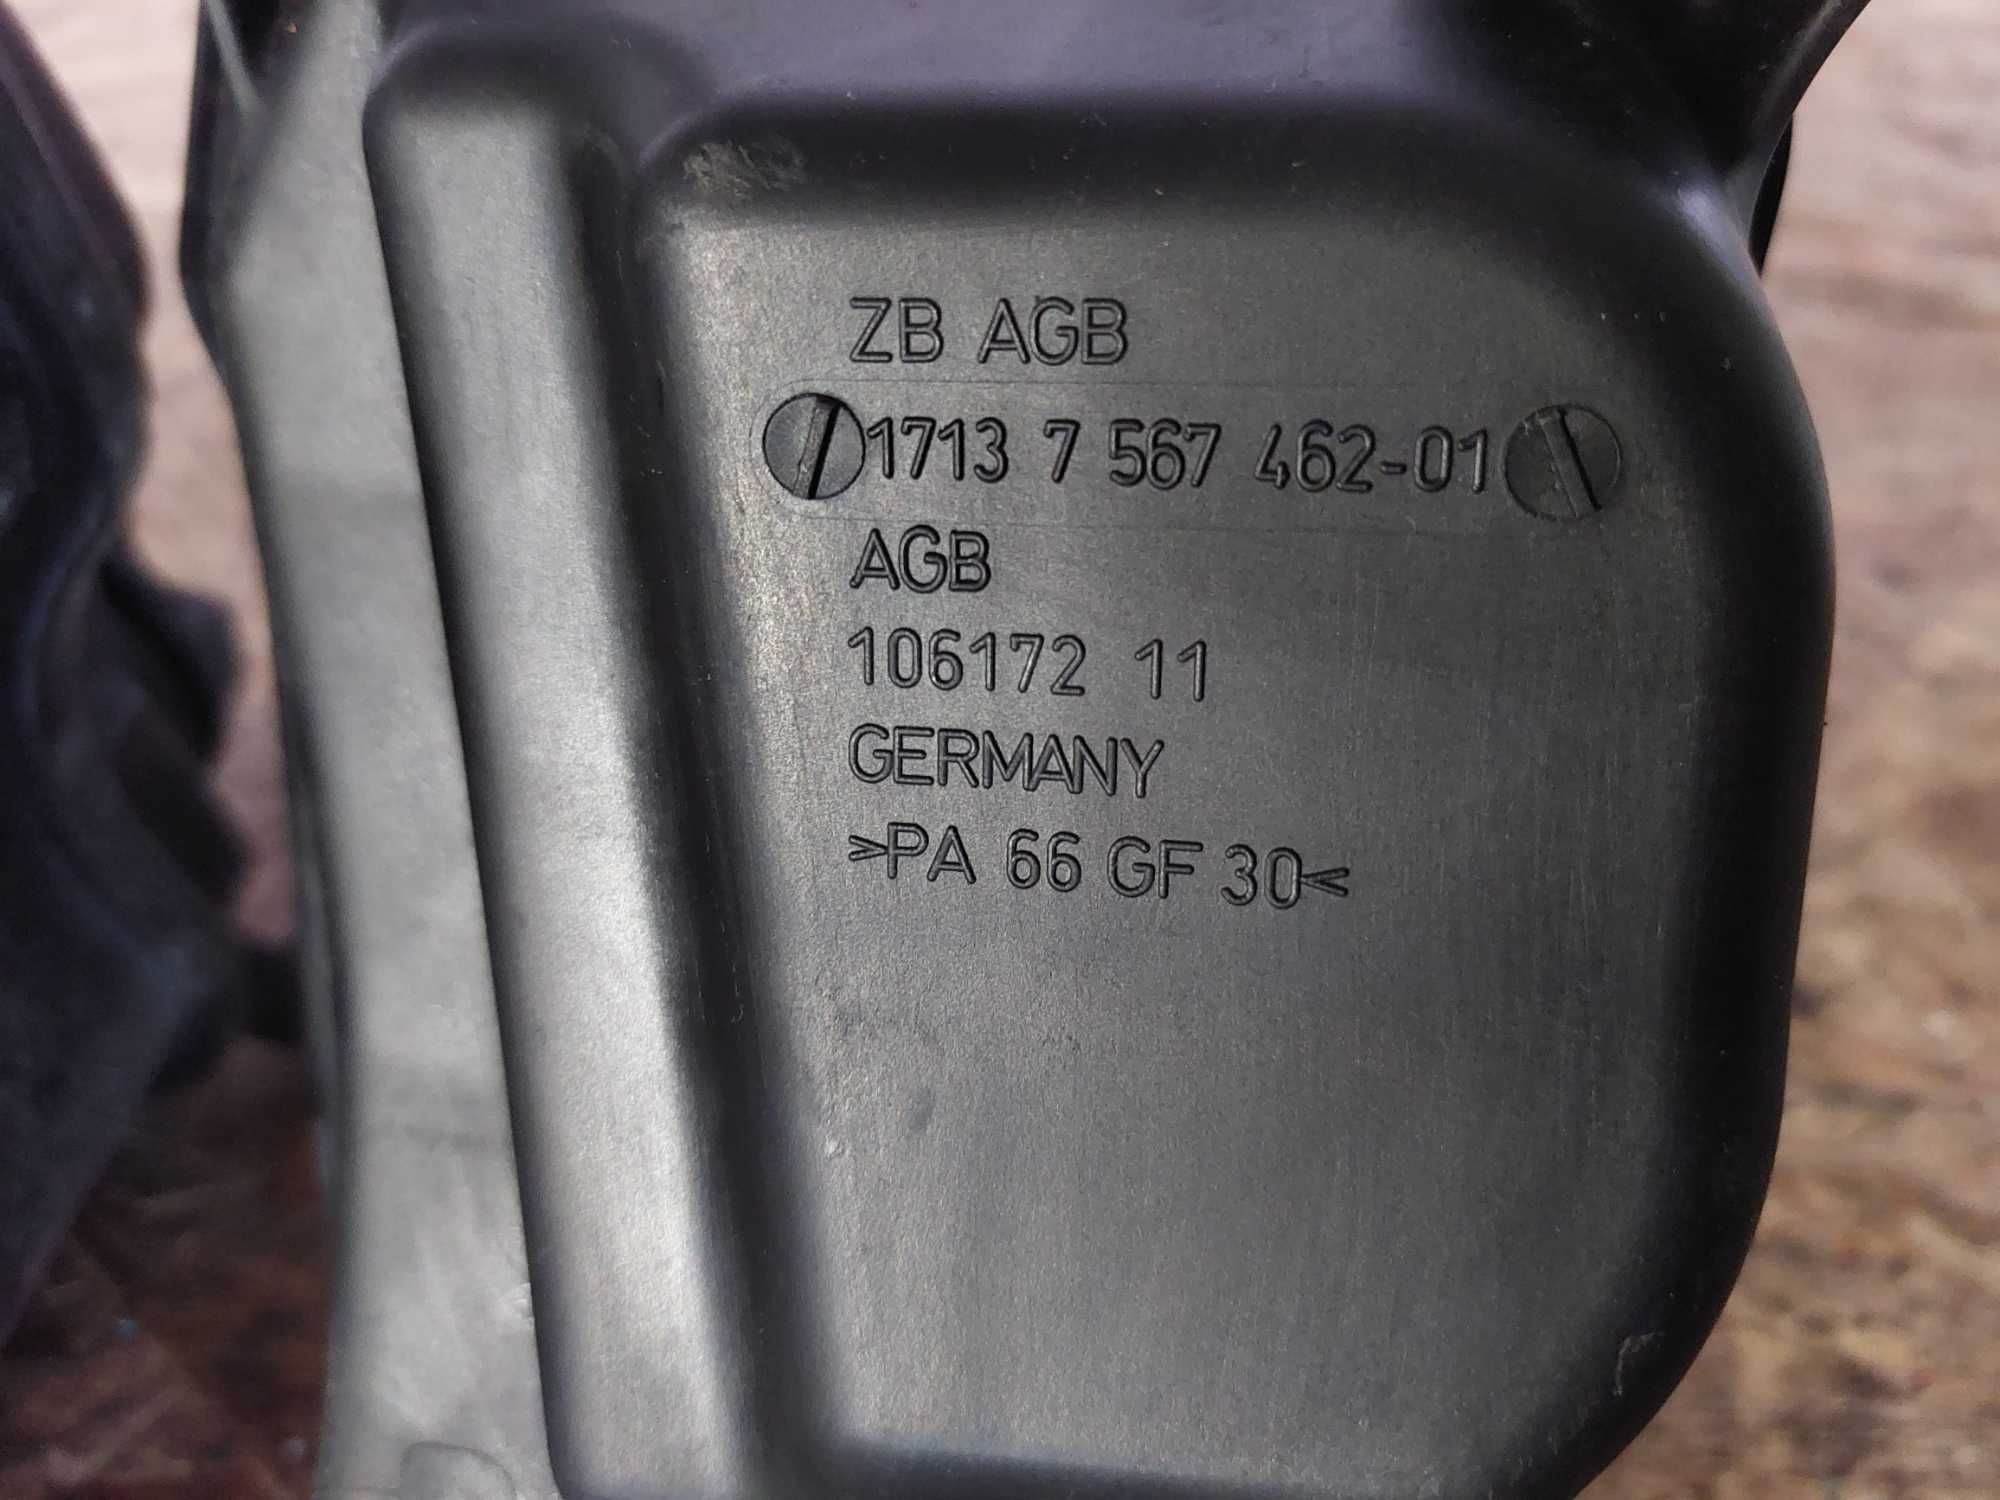 ZB AGB
1713 7 567 462-01
AGB
106172 11
GERMANY
>PA 66 GF 30<